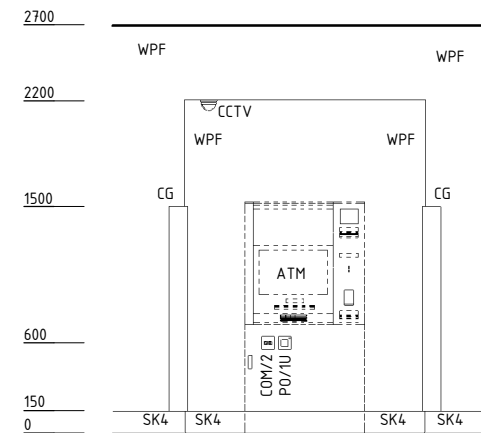 2700
WPF
WPF
2200
CCTV
WPF
WPF
CG
CG
1500
ATM
600
COM/2
PO/1U
150
0
SK4
SK4
SK4
SK4